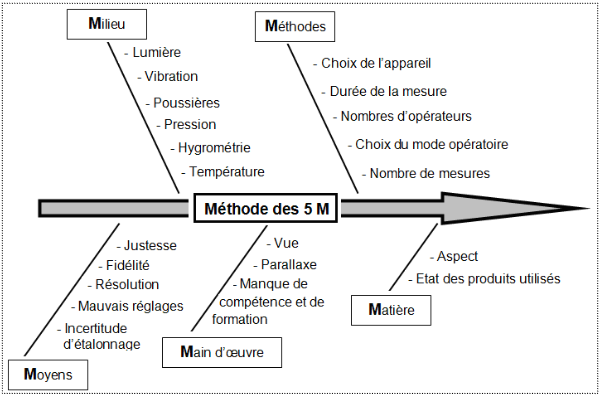 Milieu
- Lumière
- Vibration
- Poussières
- Pression
- Hygrométrie
- Température
Méthodes
- Choix de l'appareil
- Durée de la mesure
- Nombres d'opérateurs
- Choix du mode opératoire
- Nombre de mesures
Méthode des 5 M
- Justesse
- Fidélité
- Résolution
- Mauvais réglages
- Incertitude
d'étalonnage
Moyens
- Vue
- Parallaxe
- Manque de
compétence et de
formation
Main d'œuvre
- Aspect
- Etat des produits utilisés
Matière